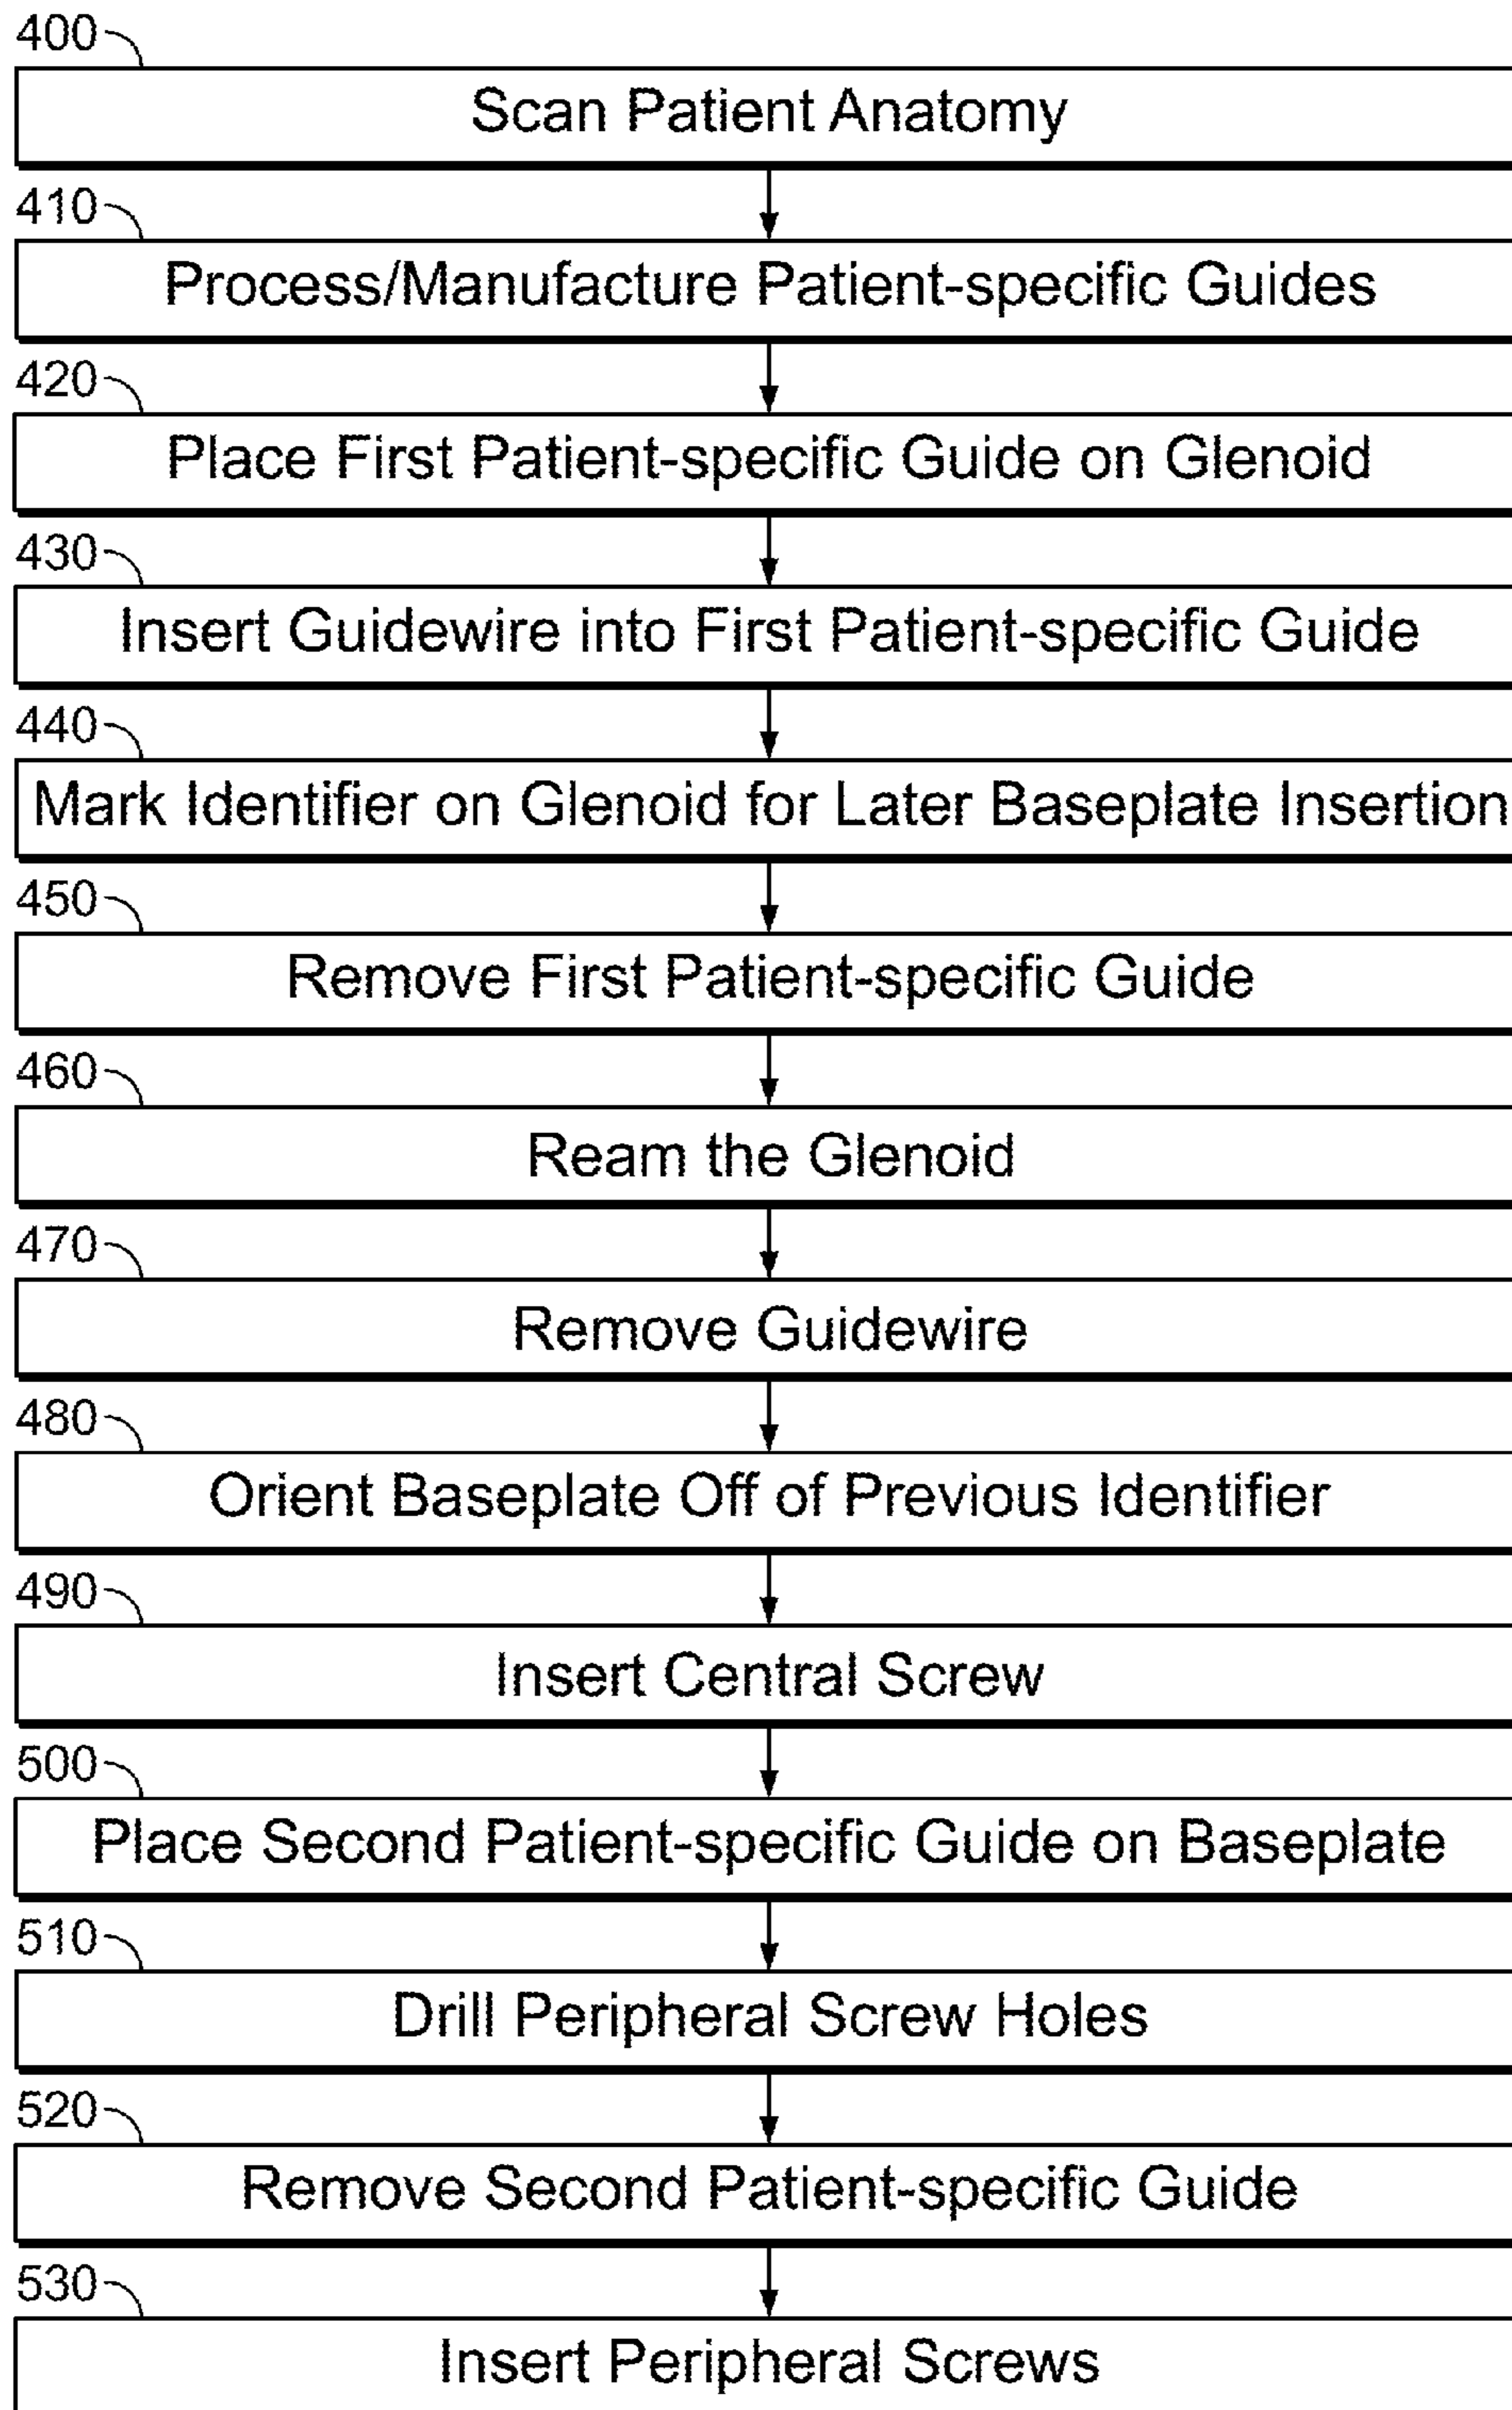 400
Scan Patient Anatomy
410
Process/Manufacture Patient-specific Guides
420
Place First Patient-specific Guide on Glenoid
430
Insert Guidewire into First Patient-specific Guide
440
Mark Identifier on Glenoid for Later Baseplate Insertion
450
Remove First Patient-specific Guide
460
Ream the Glenoid
470
Remove Guidewire
480
Orient Baseplate Off of Previous Identifier
490
Insert Central Screw
500
Place Second Patient-specific Guide on Baseplate
510
Drill Peripheral Screw Holes
520
Remove Second Patient-specific Guide
530
Insert Peripheral Screws